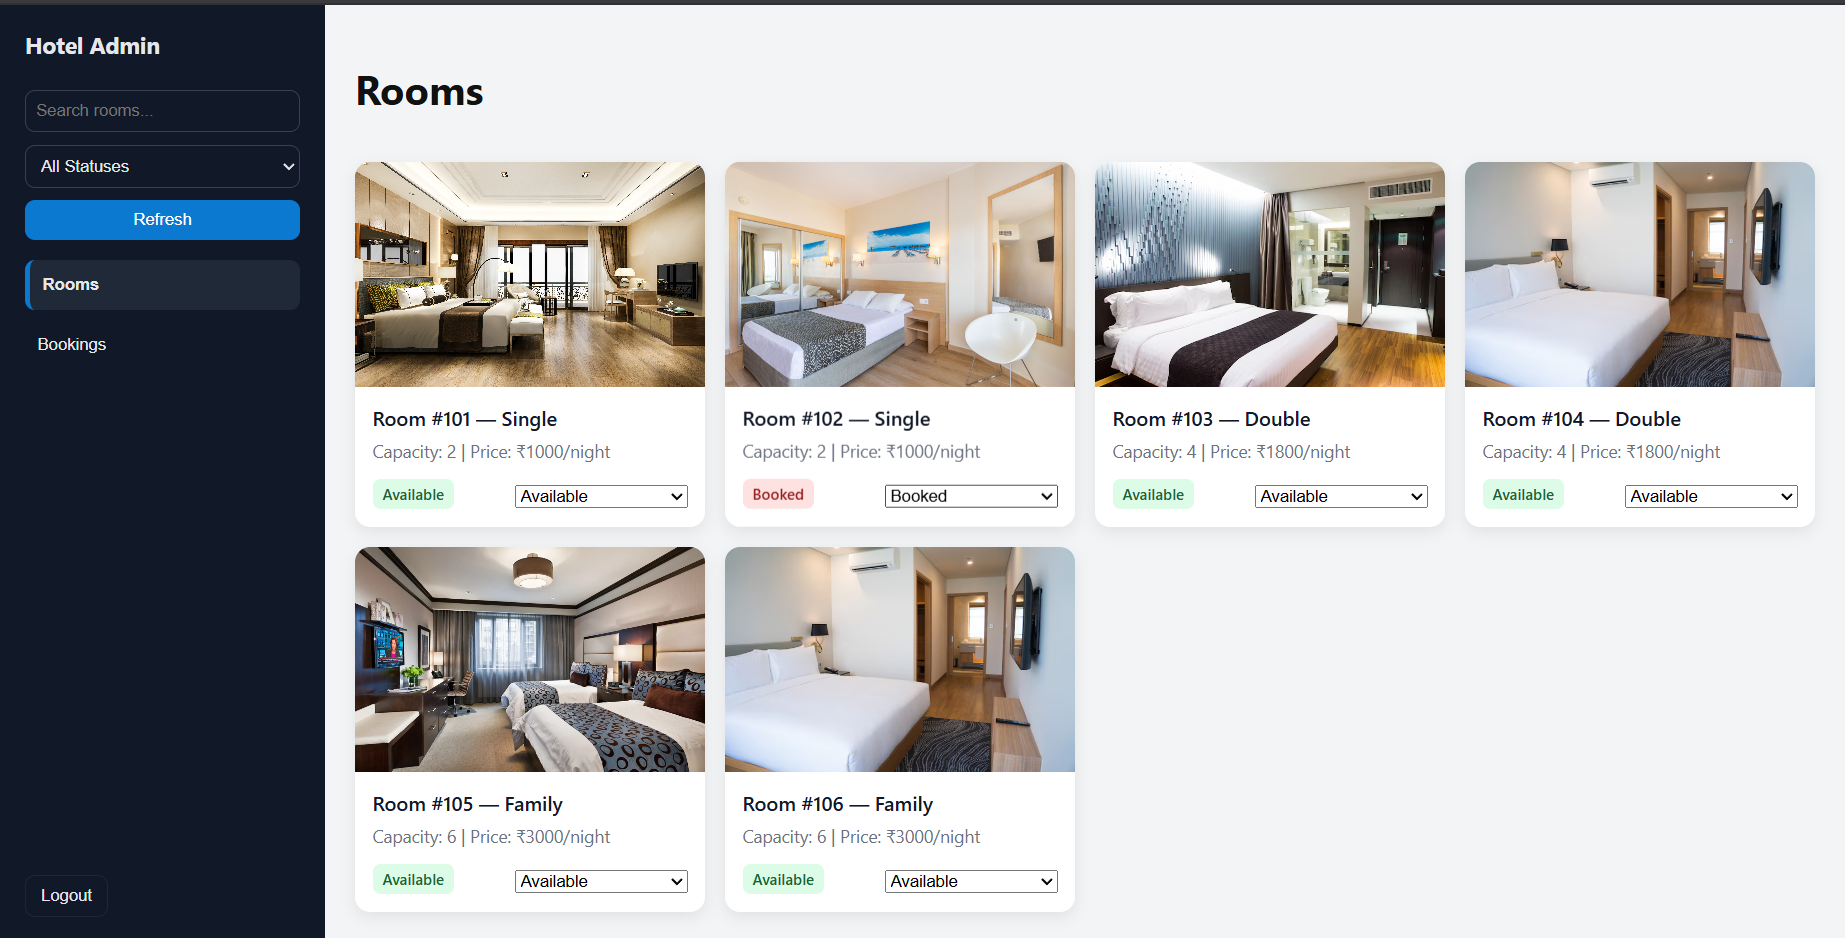 Hotel Admin
Search rooms...
All Statuses
Refresh
Rooms
Bookings
Logout
Rooms
Room #101 — Single
Capacity: 2 | Price: ₹1000/night
Available
Available
Room #102 — Single
Capacity: 2 | Price: ₹1000/night
Booked
Booked
Room #103 — Double
Capacity: 4 | Price: ₹1800/night
Available
Available
Room #104 — Double
Capacity: 4 | Price: ₹1800/night
Available
Available
Room #105 — Family
Capacity: 6 | Price: ₹3000/night
Available
Available
Room #106 — Family
Capacity: 6 | Price: ₹3000/night
Available
Available